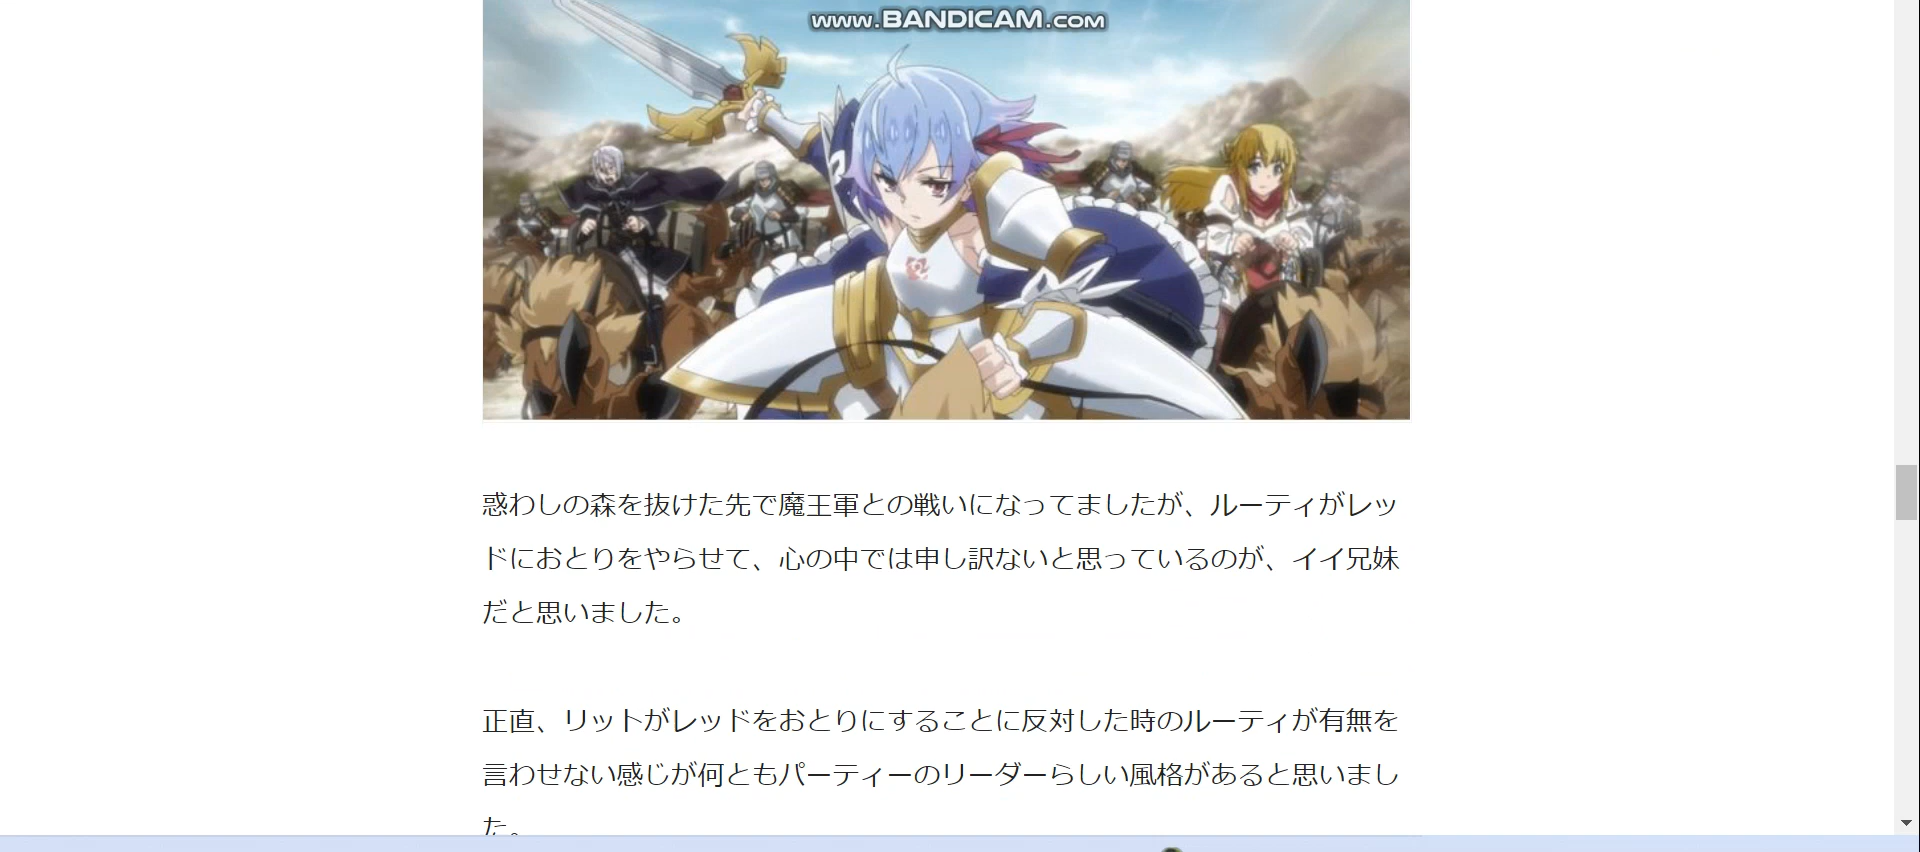 www.BANDICAM.com
惑わしの森を抜けた先で魔王軍との戦いになってましたが、ルーティがレッ
ドにおとりをやらせて、心の中では申し訳ないと思っているのが、イイ兄妹
だと思いました。
正直、リットがレッドをおとりにすることに反対した時のルーティが有無を
言わせない感じが何ともパーティーのリーダーらしい風格があると思いまし
た。